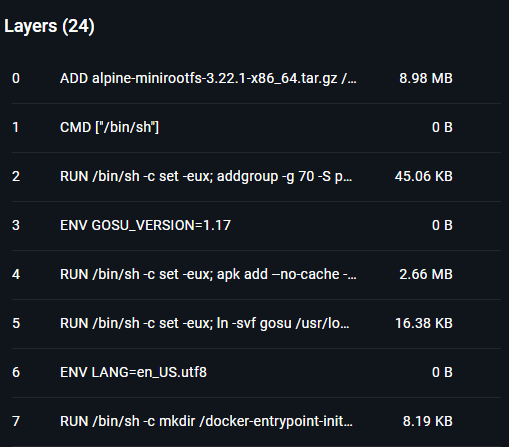 Layers (24)
0 ADD alpine-minirootfs-3.22.1-x86_64.tar.gz /... 8.98 MB
1 CMD ["/bin/sh"] 0 B
2 RUN /bin/sh -c set -eux; addgroup -g 70 -S p... 45.06 KB
3 ENV GOSU_VERSION=1.17 0 B
4 RUN /bin/sh -c set -eux; apk add --no-cache -... 2.66 MB
5 RUN /bin/sh -c set -eux; ln -svf gosu /usr/lo... 16.38 KB
6 ENV LANG=en_US.utf8 0 B
7 RUN /bin/sh -c mkdir /docker-entrypoint-init... 8.19 KB